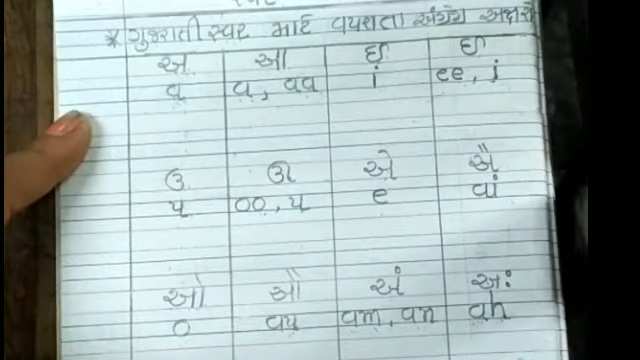 * ગુજરાતી સ્વર માટે વપરાતા અંગ્રેજી અક્ષરો
અ આ ઇ ઈ
a a, aa i ee, i
ઉ ઊ એ ઐ
u oo, u e ai
ઓ ઔ અં અઃ
o au am, an ah